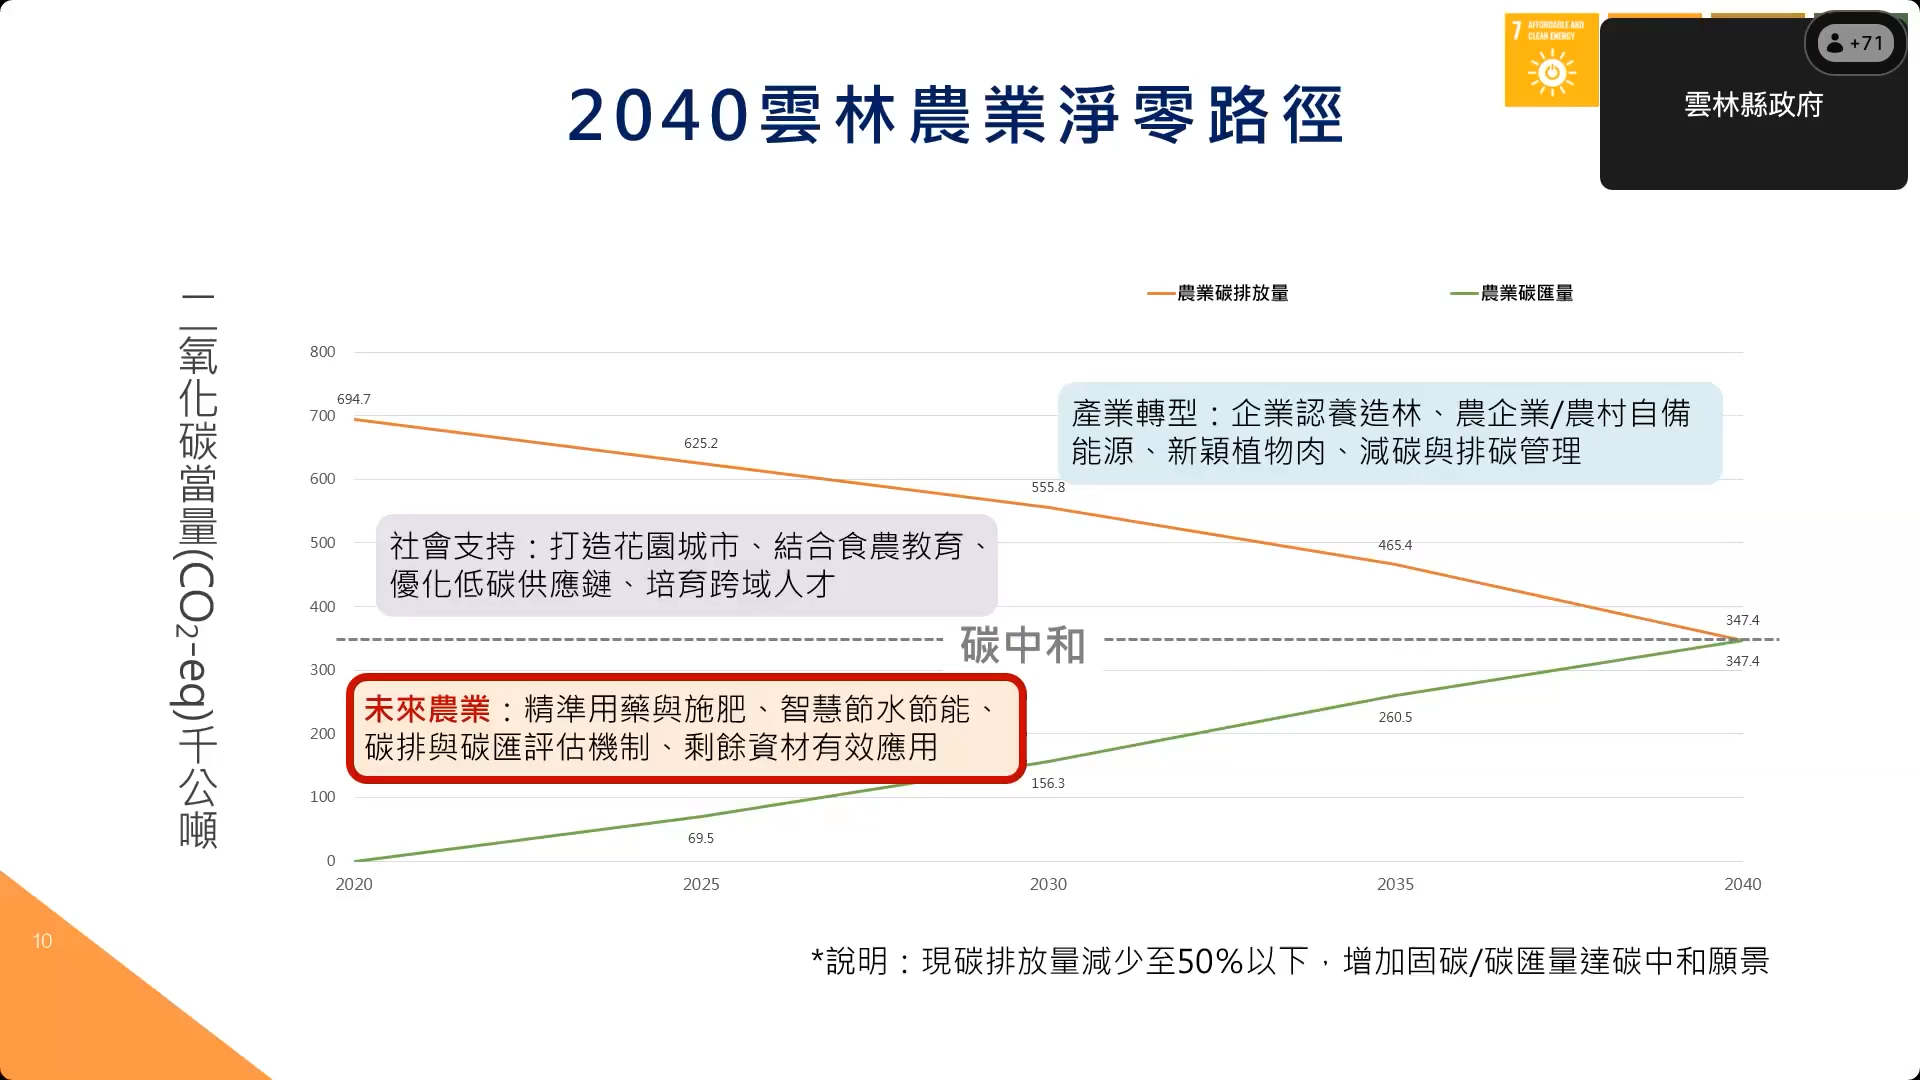 7 AFFORDABLE AND
CLEAN ENERGY
+71
雲林縣政府
2040雲林農業淨零路徑
農業碳排放量
農業碳匯量
二氧化碳當量(CO₂-eq)千公噸
800
700
600
500
400
300
200
100
0
694.7
625.2
555.8
465.4
347.4
347.4
260.5
156.3
69.5
產業轉型：企業認養造林、農企業/農村自備
能源、新穎植物肉、減碳與排碳管理
社會支持：打造花園城市、結合食農教育、
優化低碳供應鏈、培育跨域人才
碳中和
未來農業：精準用藥與施肥、智慧節水節能、
碳排與碳匯評估機制、剩餘資材有效應用
2020
2025
2030
2035
2040
*說明：現碳排放量減少至50%以下，增加固碳/碳匯量達碳中和願景
10